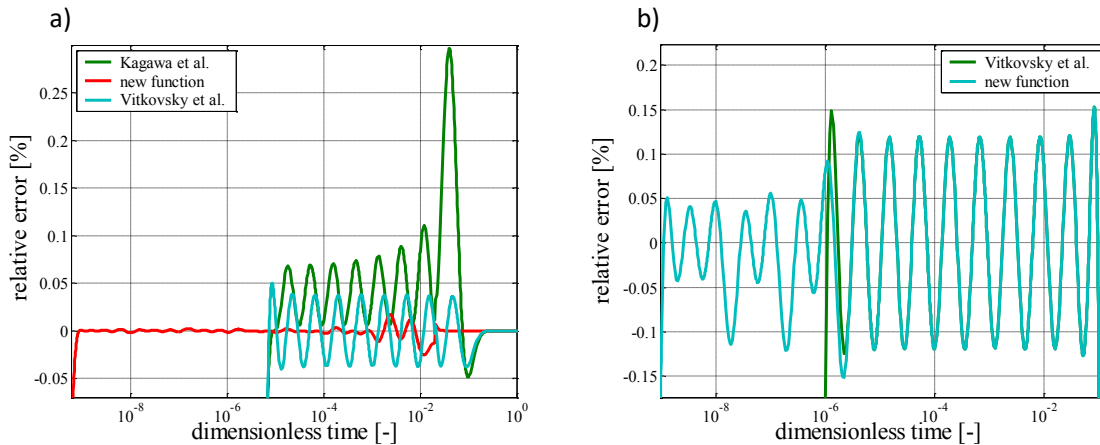 a)
Kagawa et al.
new function
Vitkovsky et al.
relative error [%]
0.25
0.2
0.15
0.1
0.05
0
-0.05
10⁻⁸
10⁻⁶
10⁻⁴
10⁻²
10⁰
dimensionless time [-]
b)
Vitkovsky et al.
new function
relative error [%]
0.2
0.15
0.1
0.05
0
-0.05
-0.1
-0.15
10⁻⁸
10⁻⁶
10⁻⁴
10⁻²
dimensionless time [-]